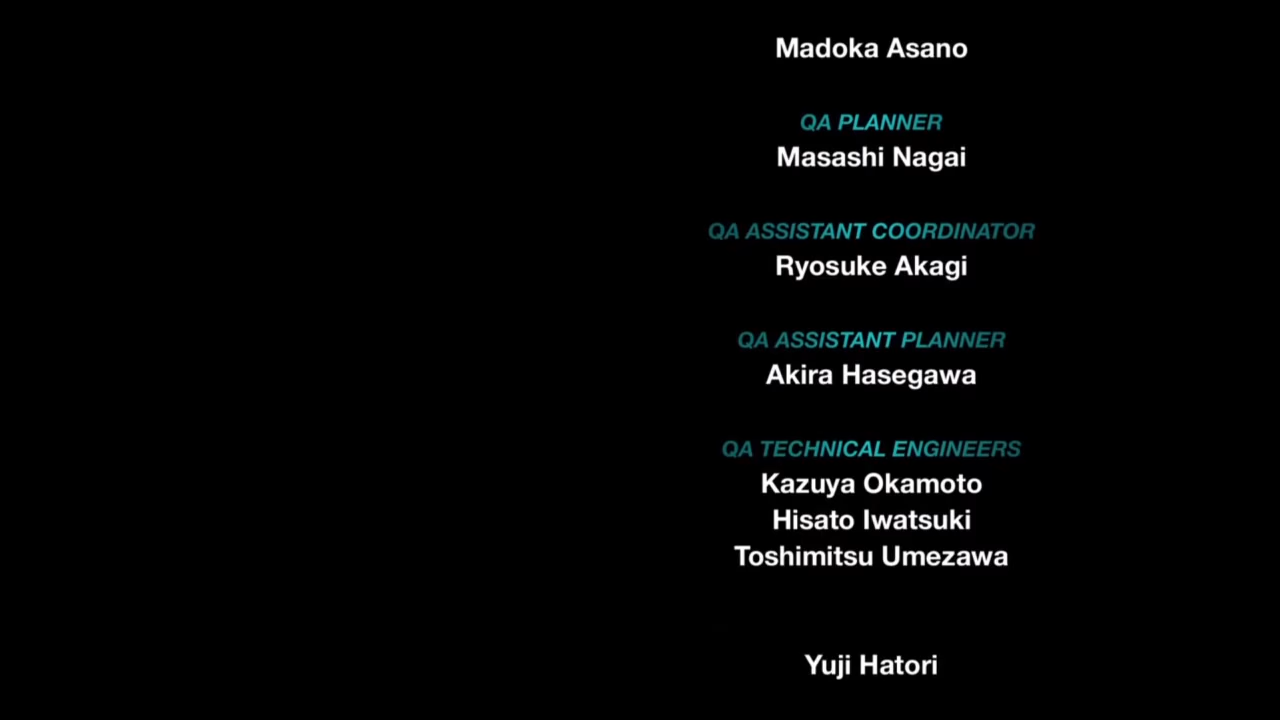 Madoka Asano
QA PLANNER
Masashi Nagai
QA ASSISTANT COORDINATOR
Ryosuke Akagi
QA ASSISTANT PLANNER
Akira Hasegawa
QA TECHNICAL ENGINEERS
Kazuya Okamoto
Hisato Iwatsuki
Toshimitsu Umezawa
Yuji Hatori